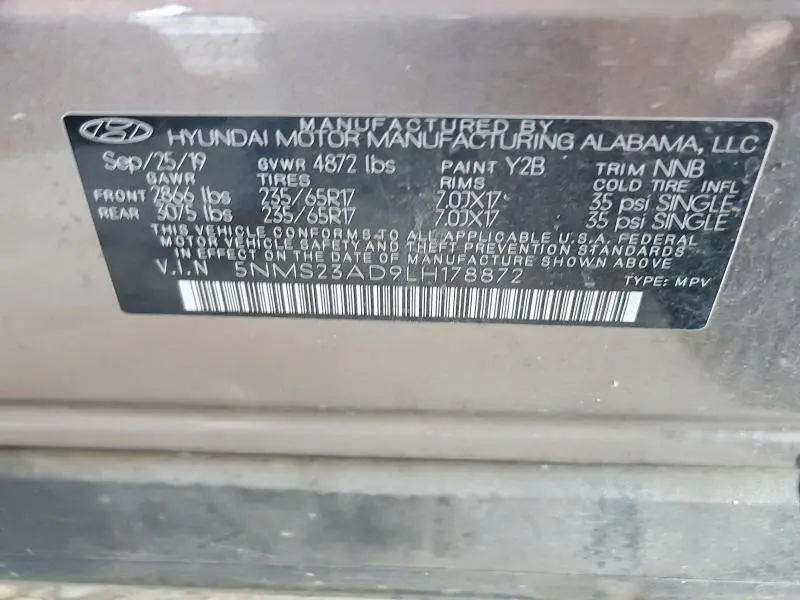 MANUFACTURED BY
HYUNDAI MOTOR MANUFACTURING ALABAMA, LLC
Sep/25/19 GVWR 4872 lbs PAINT Y2B TRIM NNB
GAWR TIRES RIMS COLD TIRE INFL
FRONT 2866 lbs 235/65R17 7.0JX17 35 psi SINGLE
REAR 3075 lbs 235/65R17 7.0JX17 35 psi SINGLE
THIS VEHICLE CONFORMS TO ALL APPLICABLE U.S.A. FEDERAL
MOTOR VEHICLE SAFETY AND THEFT PREVENTION STANDARDS
IN EFFECT ON THE DATE OF MANUFACTURE SHOWN ABOVE
V.I.N 5NMS23AD9LH178872 TYPE: MPV